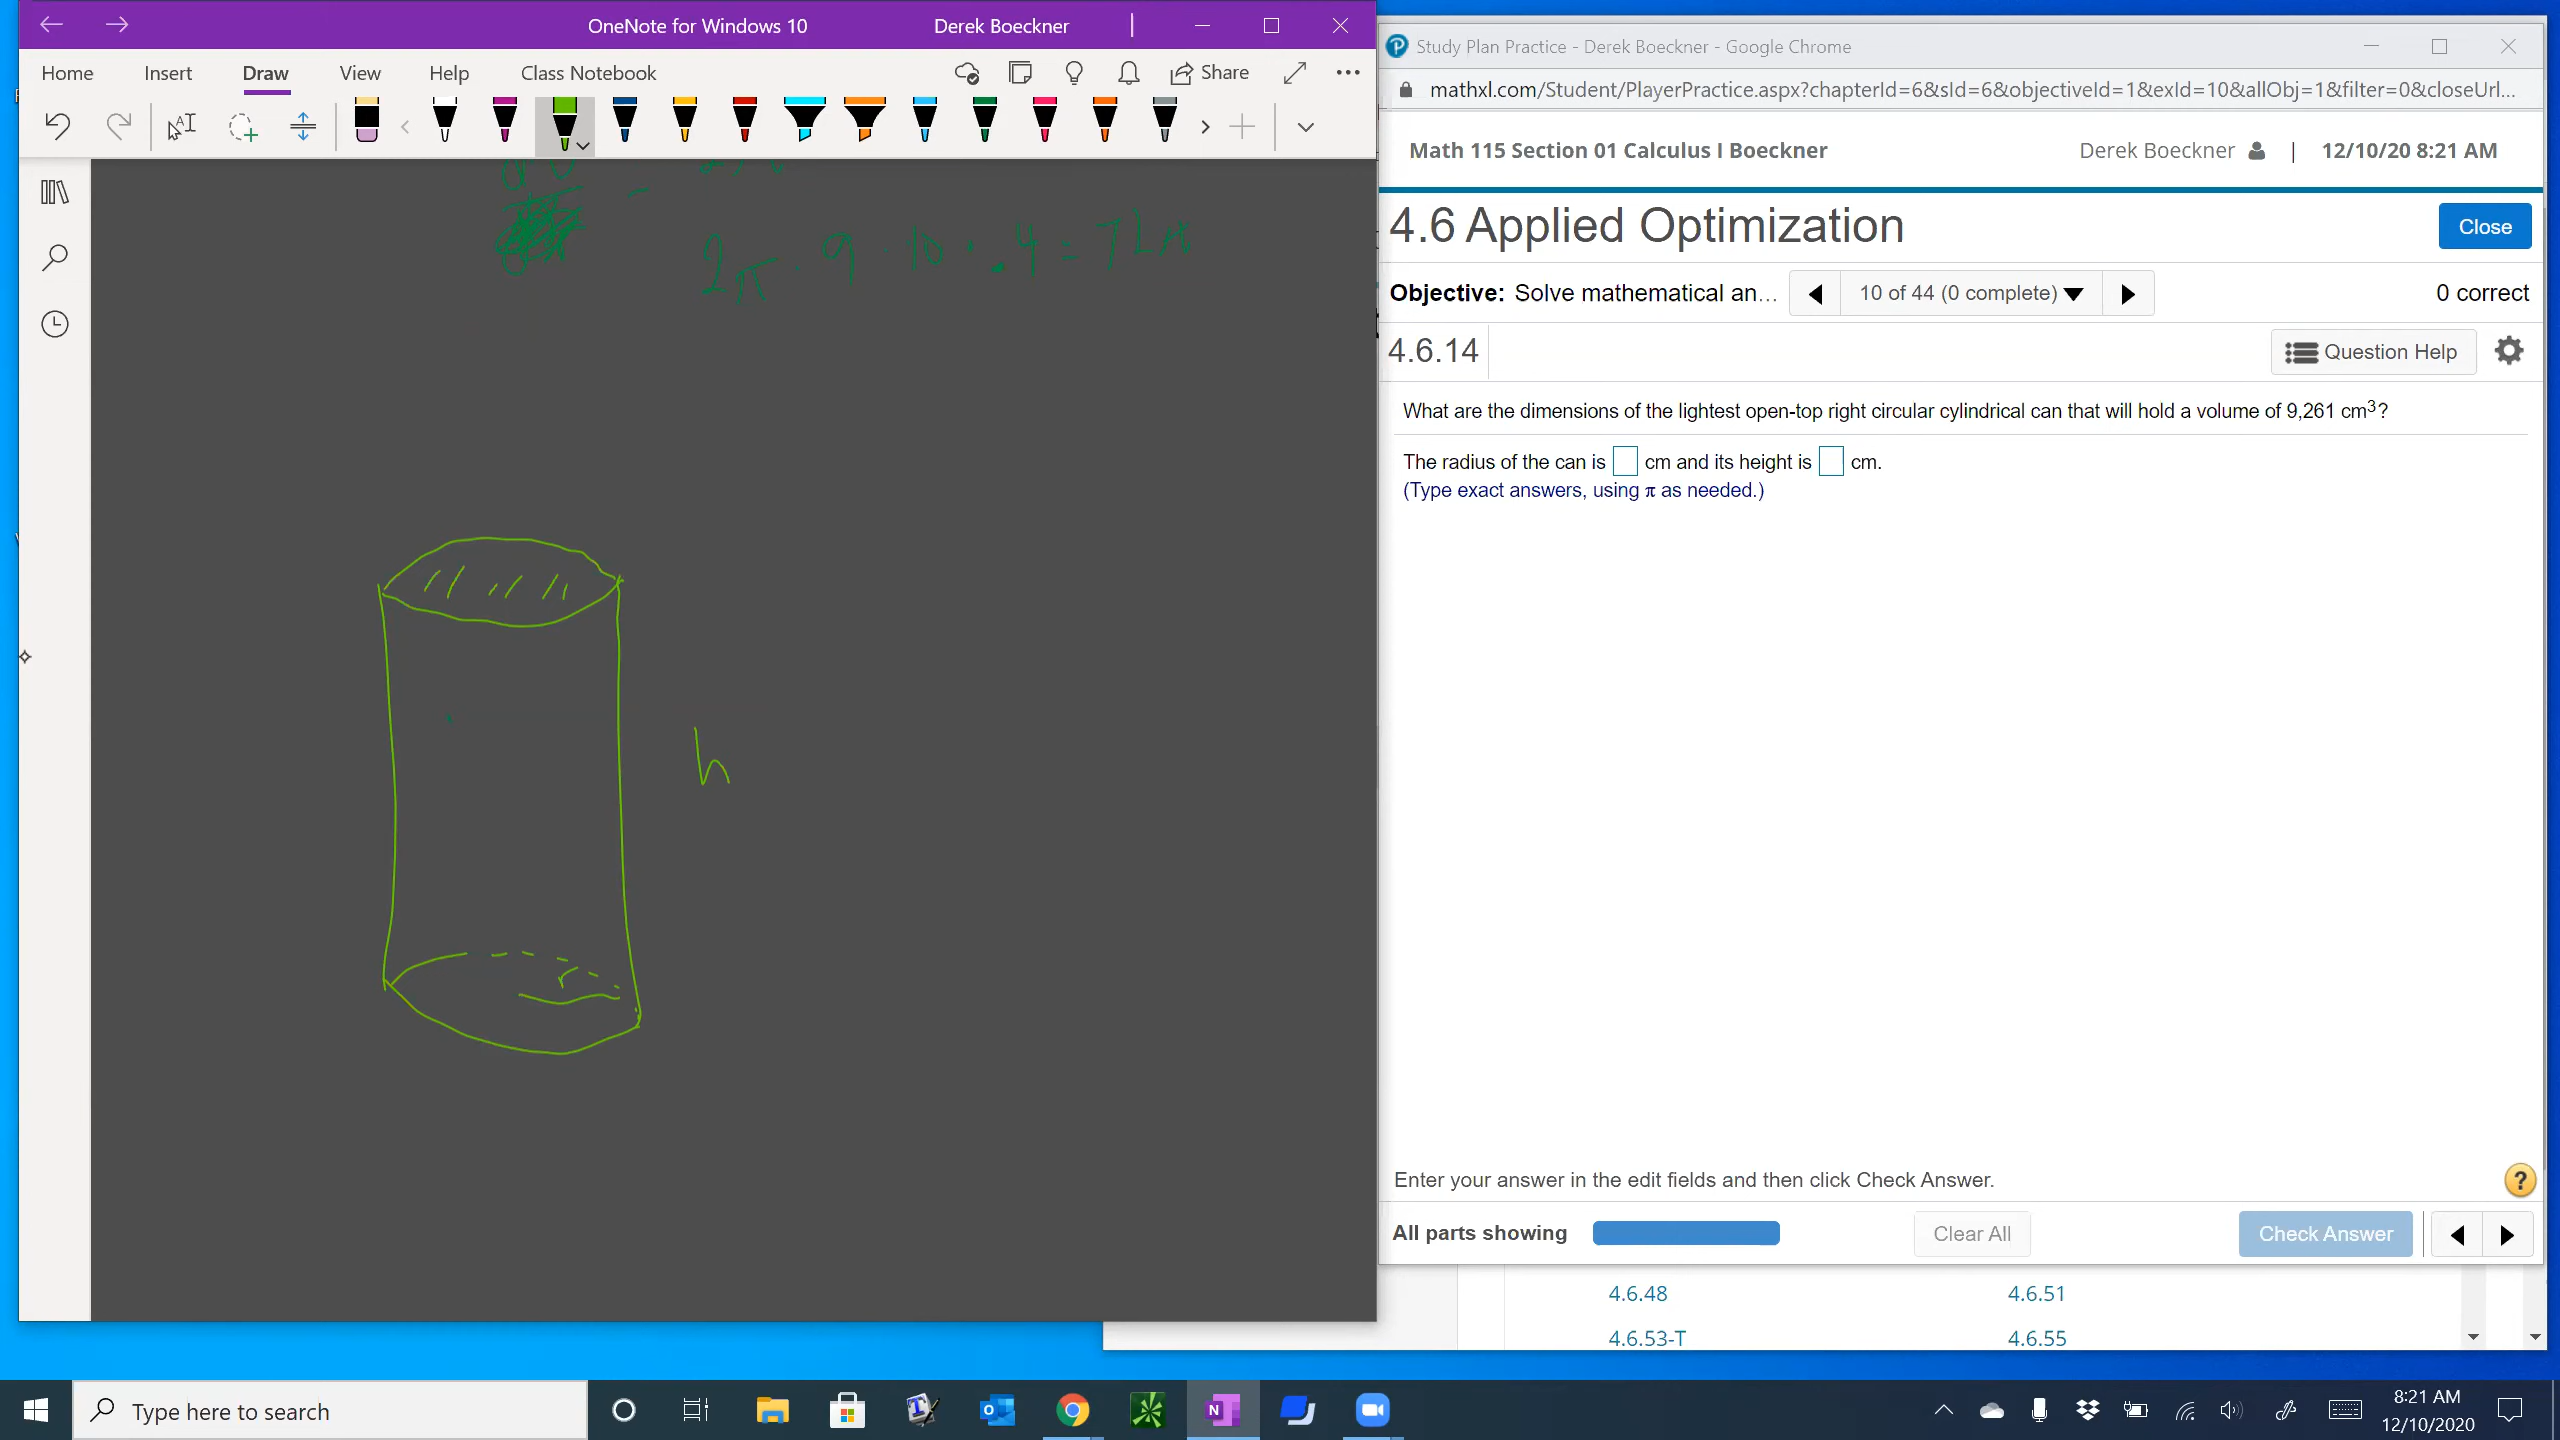 OneNote for Windows 10
Derek Boeckner
Home Insert Draw View Help Class Notebook
Share
2π · 9 · 10 · .4 = 72π
h
r
Study Plan Practice - Derek Boeckner - Google Chrome
mathxl.com/Student/PlayerPractice.aspx?chapterId=6&sId=6&objectiveId=1&exId=10&allObj=1&filter=0&closeUrl...
Math 115 Section 01 Calculus I Boeckner
Derek Boeckner | 12/10/20 8:21 AM
4.6 Applied Optimization
Close
Objective: Solve mathematical an...
10 of 44 (0 complete)
0 correct
4.6.14
Question Help
What are the dimensions of the lightest open-top right circular cylindrical can that will hold a volume of 9,261 cm³?
The radius of the can is cm and its height is cm.
(Type exact answers, using π as needed.)
Enter your answer in the edit fields and then click Check Answer.
?
All parts showing
Clear All
Check Answer
4.6.48 4.6.51
4.6.53-T 4.6.55
Type here to search
8:21 AM
12/10/2020